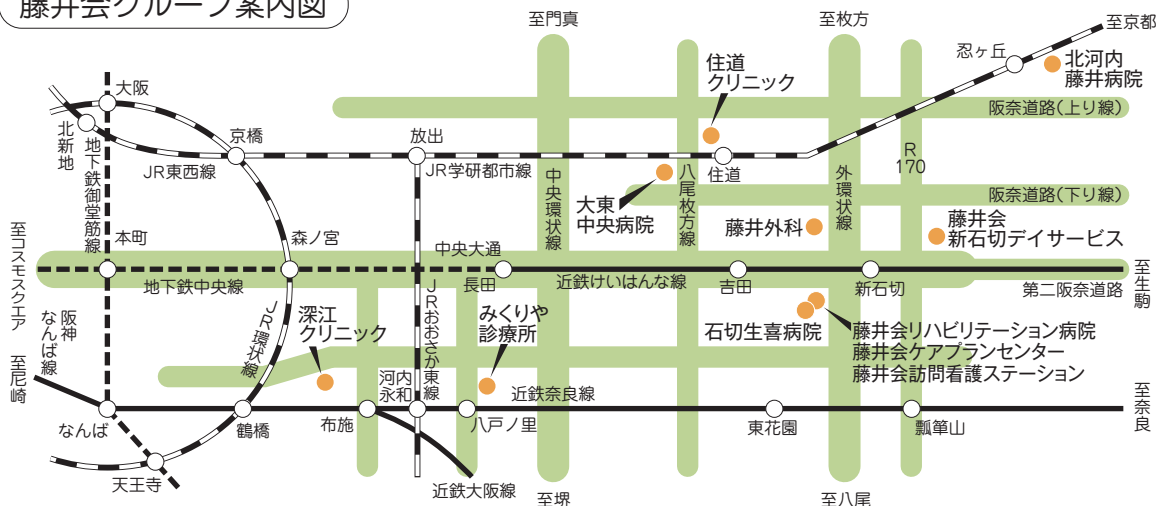 藤井会グループ案内図
至門真
至枚方
至京都
忍ヶ丘
北河内
藤井病院
住道
クリニック
大阪
阪奈道路(上り線)
北新地
地下鉄御堂筋線
京橋
放出
JR東西線
JR学研都市線
中央環状線
八尾枚方線
住道
外環状線
R
170
阪奈道路(下り線)
大東
中央病院
藤井外科
藤井会
新石切デイサービス
至コスモスクエア
本町
森ノ宮
中央大通
地下鉄中央線
長田
近鉄けいはんな線
吉田
新石切
第二阪奈道路
至生駒
阪神
なんば線
至尼崎
JR環状線
深江
クリニック
JRおおさか東線
みくりや
診療所
石切生喜病院
藤井会リハビリテーション病院
藤井会ケアプランセンター
藤井会訪問看護ステーション
河内
永和
近鉄奈良線
なんば
鶴橋
布施
八戸ノ里
東花園
瓢箪山
至奈良
天王寺
近鉄大阪線
至堺
至八尾